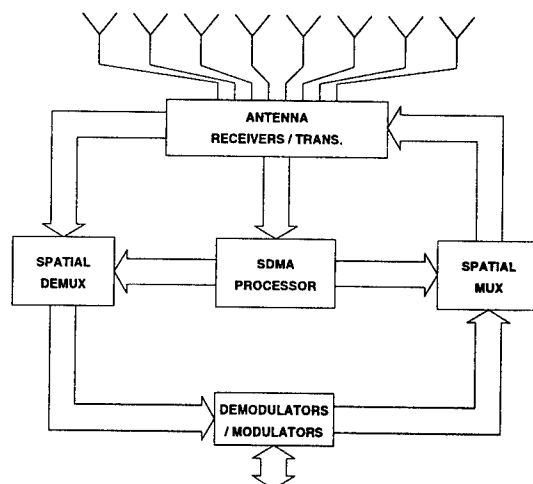 ANTENNA
RECEIVERS / TRANS.
SPATIAL
DEMUX
SDMA
PROCESSOR
SPATIAL
MUX
DEMODULATORS
/ MODULATORS